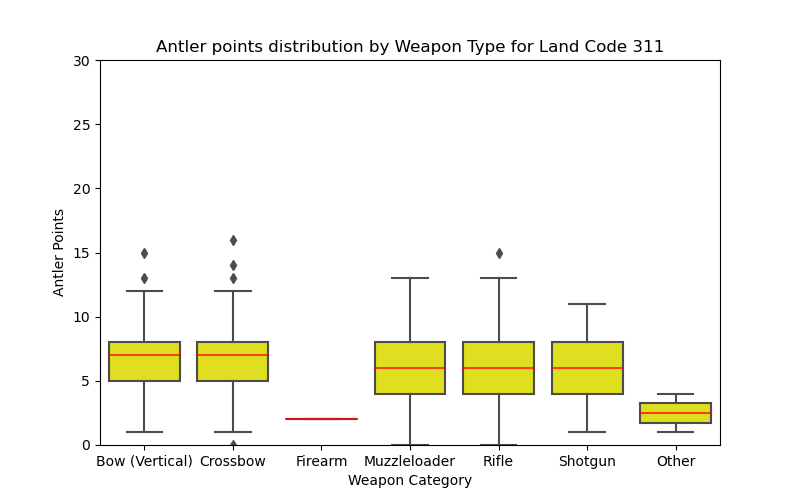 Antler points distribution by Weapon Type for Land Code 311
30
25
20
15
10
5
0
Antler Points
Bow (Vertical) Crossbow Firearm Muzzleloader Rifle Shotgun Other
Weapon Category